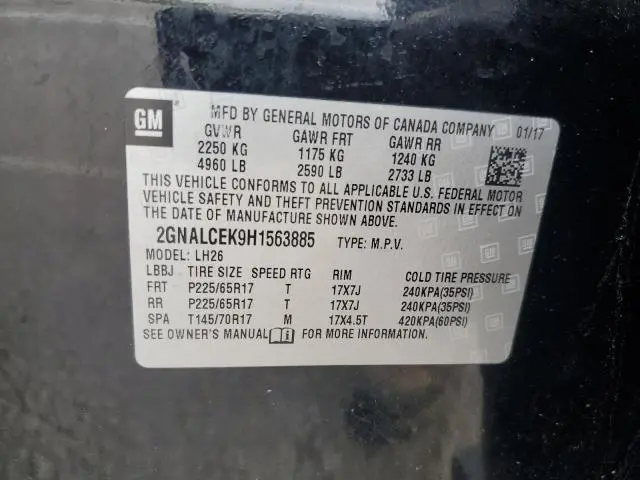 GM
MFD BY GENERAL MOTORS OF CANADA COMPANY 01/17
GVWR GAWR FRT GAWR RR
2250 KG 1175 KG 1240 KG
4960 LB 2590 LB 2733 LB
THIS VEHICLE CONFORMS TO ALL APPLICABLE U.S. FEDERAL MOTOR
VEHICLE SAFETY AND THEFT PREVENTION STANDARDS IN EFFECT ON
THE DATE OF MANUFACTURE SHOWN ABOVE.
2GNALCEK9H1563885 TYPE: M.P.V.
MODEL: LH26
LBBJ TIRE SIZE SPEED RTG RIM COLD TIRE PRESSURE
FRT P225/65R17 T 17X7J 240KPA(35PSI)
RR P225/65R17 T 17X7J 240KPA(35PSI)
SPA T145/70R17 M 17X4.5T 420KPA(60PSI)
SEE OWNER'S MANUAL i FOR MORE INFORMATION.